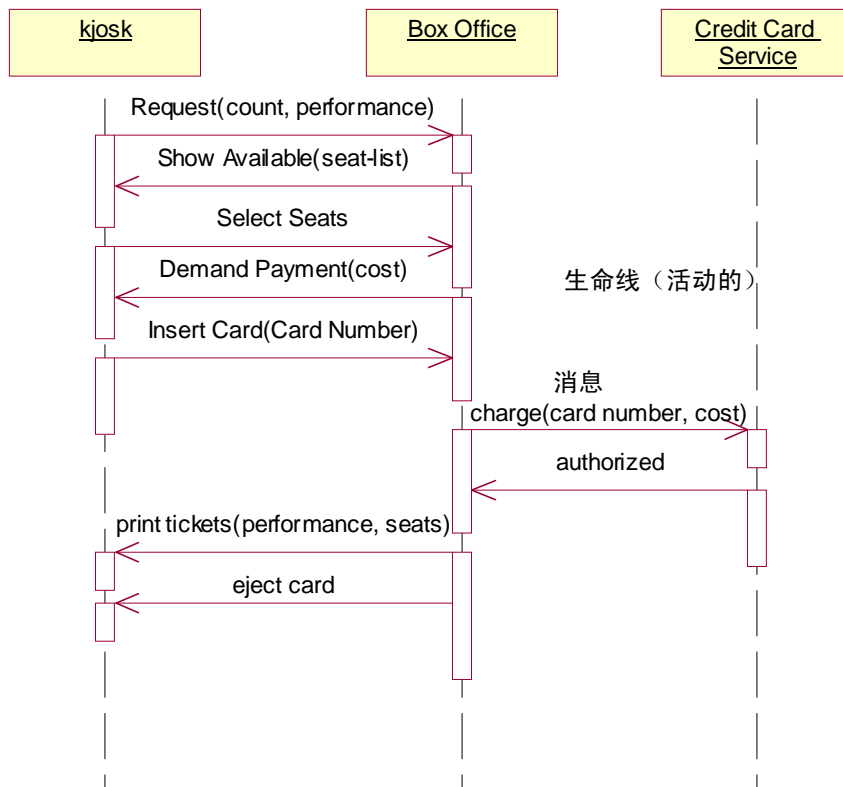 kjosk
Box Office
Credit Card
Service
Request(count, performance)
Show Available(seat-list)
Select Seats
Demand Payment(cost)
生命线（活动的）
Insert Card(Card Number)
消息
charge(card number, cost)
authorized
print tickets(performance, seats)
eject card